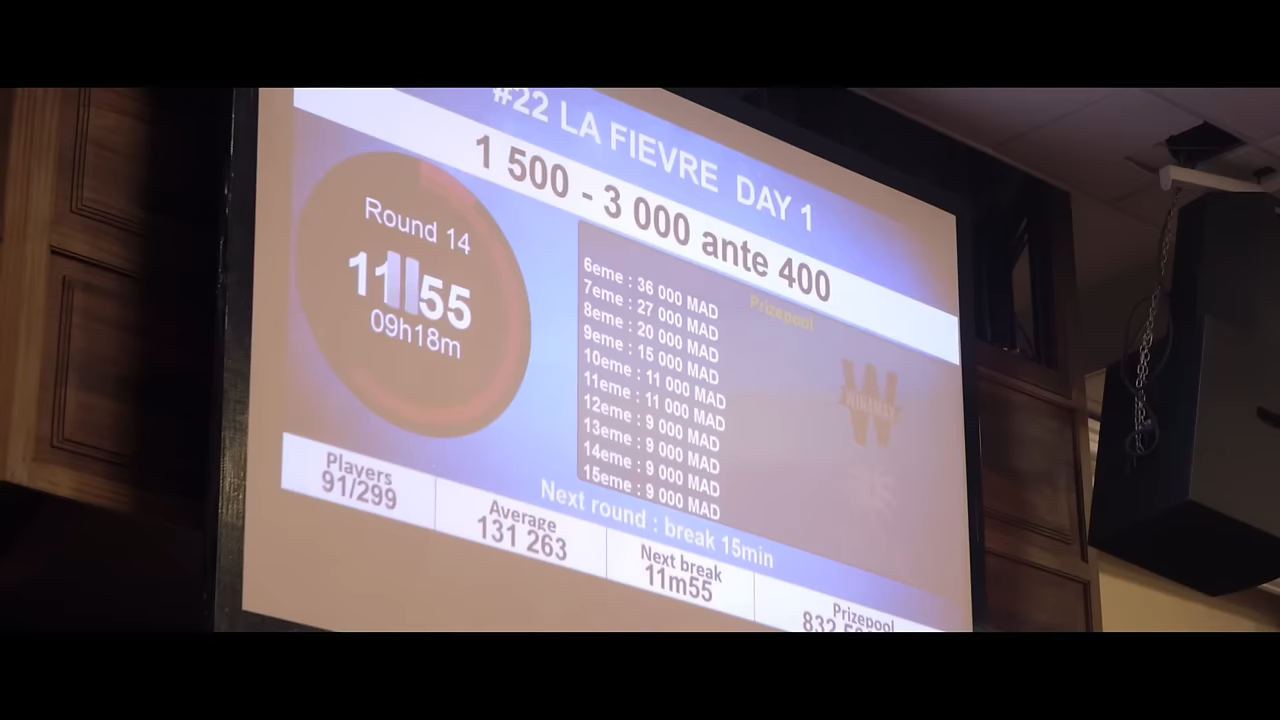 #22 LA FIEVRE DAY 1
1 500 - 3 000 ante 400
Round 14
11 55
09h18m
Prizepool
6eme : 36 000 MAD
7eme : 27 000 MAD
8eme : 20 000 MAD
9eme : 15 000 MAD
10eme : 11 000 MAD
11eme : 11 000 MAD
12eme : 9 000 MAD
13eme : 9 000 MAD
14eme : 9 000 MAD
15eme : 9 000 MAD
W
WINAMAX
Next round : break 15min
Players
91/299
Average
131 263
Next break
11m55
Prizepool
832